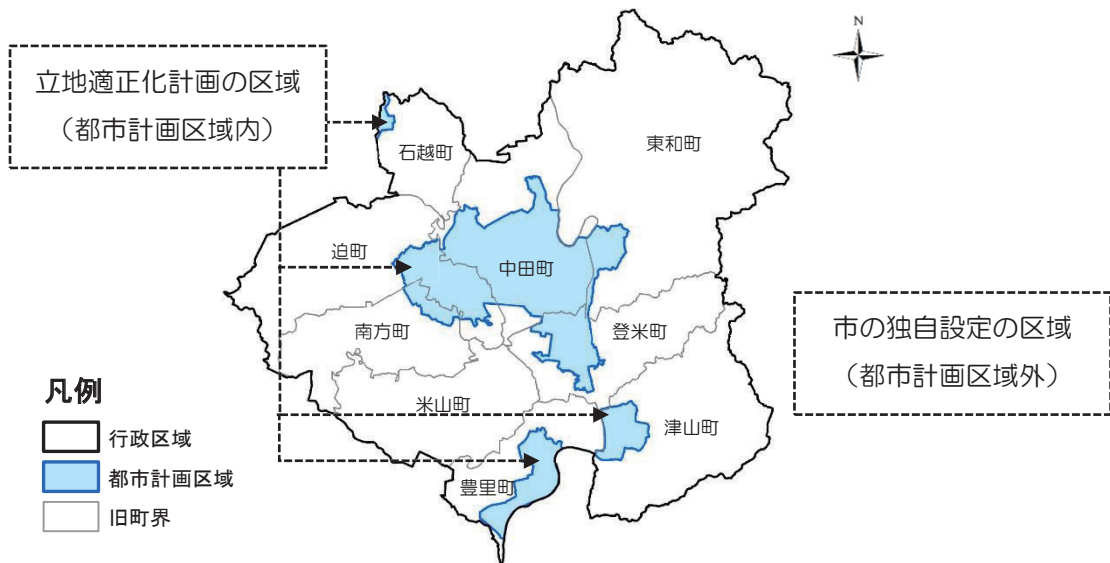 N
立地適正化計画の区域
（都市計画区域内）
石越町
東和町
迫町
中田町
南方町
登米町
市の独自設定の区域
（都市計画区域外）
米山町
津山町
豊里町
凡例
行政区域
都市計画区域
旧町界